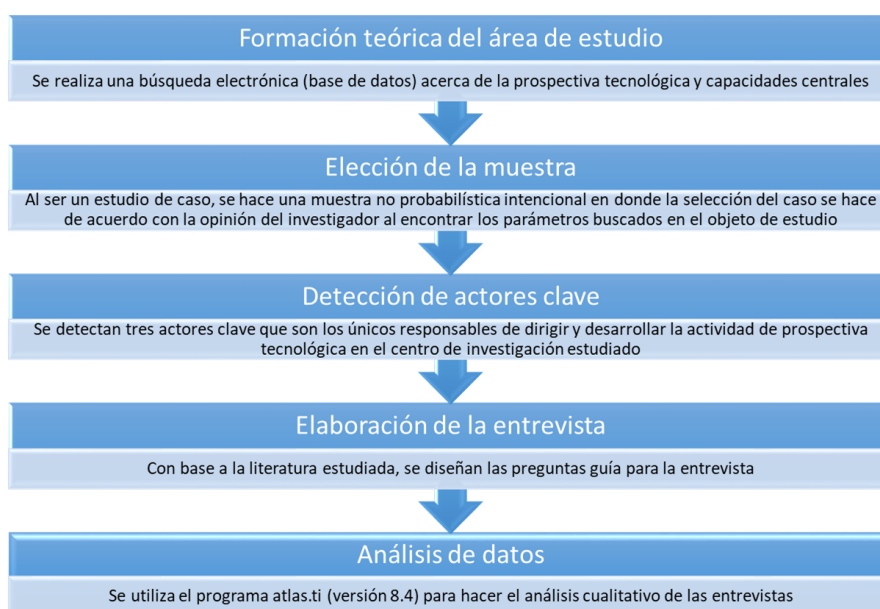 Formación teórica del área de estudio
Se realiza una búsqueda electrónica (base de datos) acerca de la prospectiva tecnológica y capacidades centrales
Elección de la muestra
Al ser un estudio de caso, se hace una muestra no probabilística intencional en donde la selección del caso se hace
de acuerdo con la opinión del investigador al encontrar los parámetros buscados en el objeto de estudio
Detección de actores clave
Se detectan tres actores clave que son los únicos responsables de dirigir y desarrollar la actividad de prospectiva
tecnológica en el centro de investigación estudiado
Elaboración de la entrevista
Con base a la literatura estudiada, se diseñan las preguntas guía para la entrevista
Análisis de datos
Se utiliza el programa atlas.ti (versión 8.4) para hacer el análisis cualitativo de las entrevistas